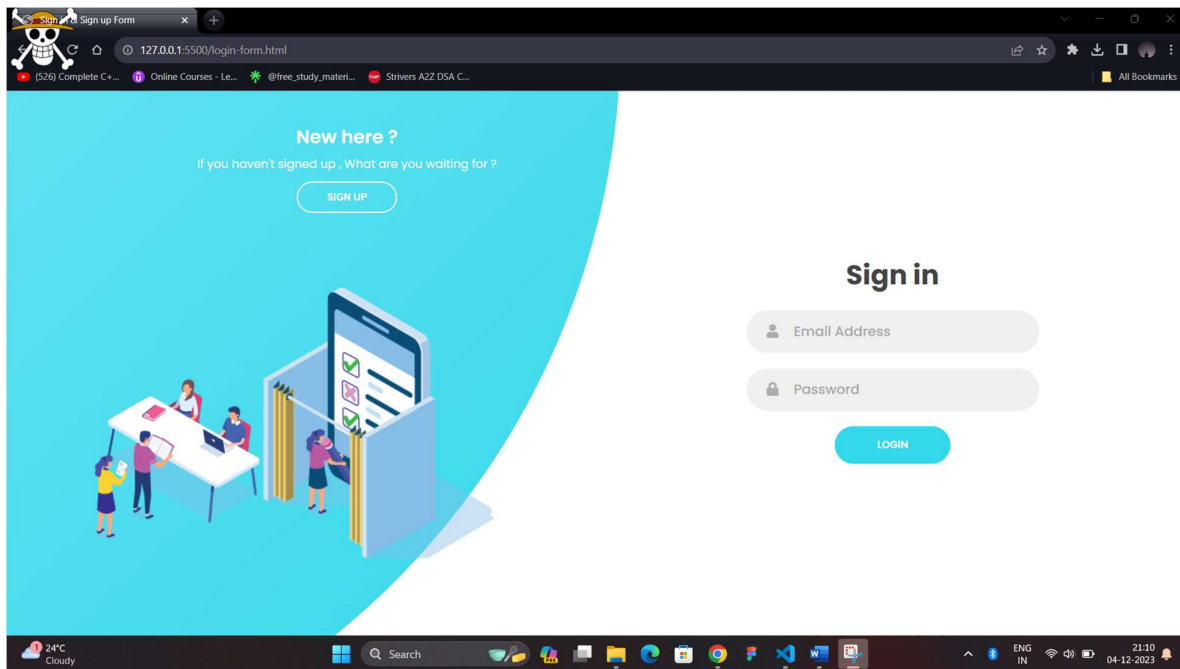 Sign in & Sign up Form
127.0.0.1:5500/login-form.html
(526) Complete C+...
Online Courses - Le...
@free_study_materi...
Strivers A2Z DSA C...
All Bookmarks
New here ?
If you haven't signed up , What are you waiting for ?
SIGN UP
Sign in
Email Address
Password
LOGIN
1
24°C
Cloudy
Search
PRE
ENG
IN
21:10
04-12-2023